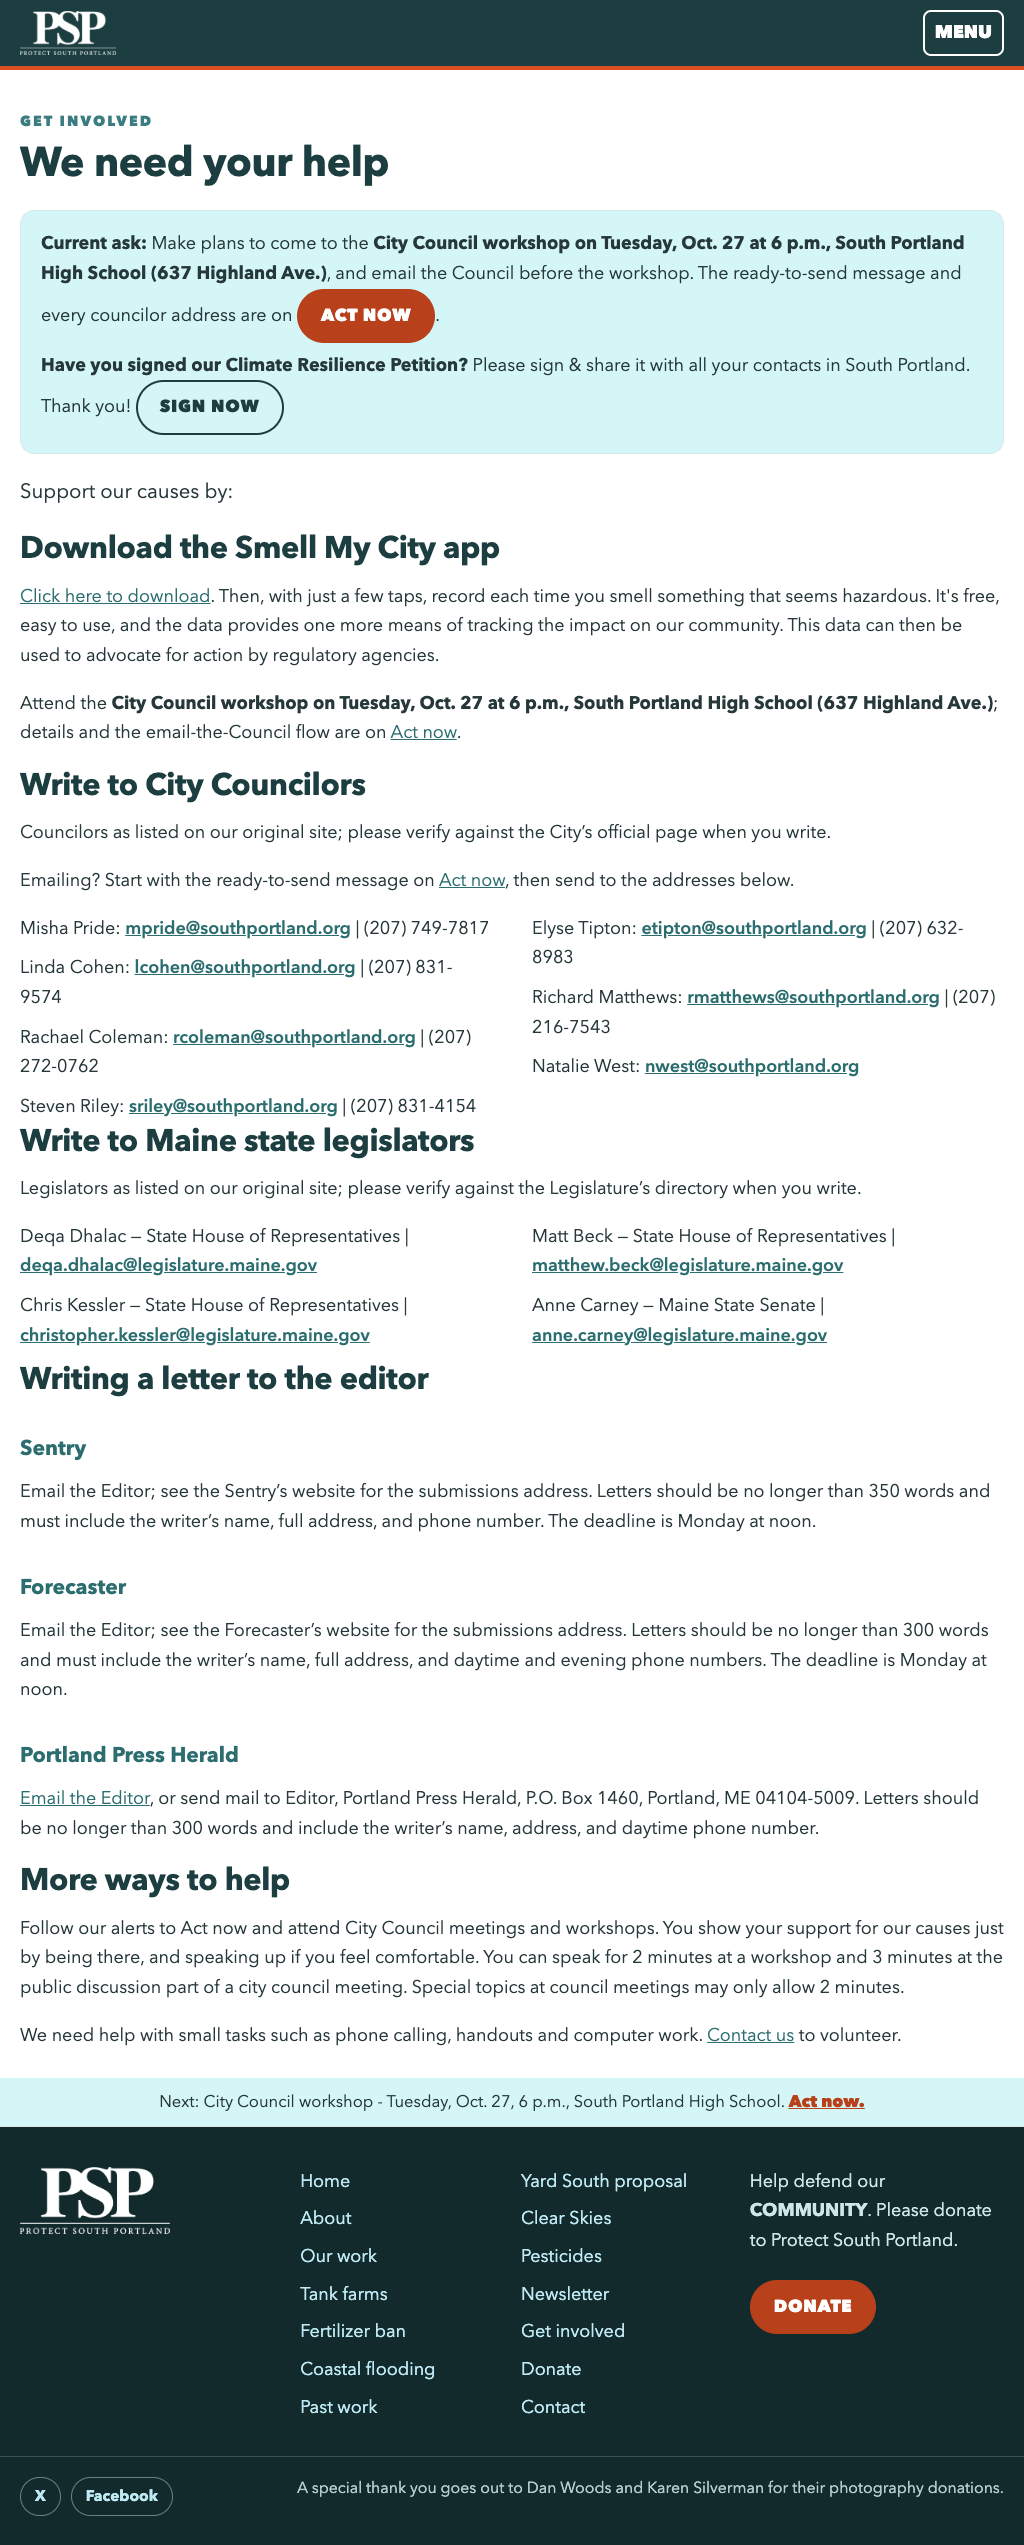 PSP
PROTECT SOUTH PORTLAND
MENU
GET INVOLVED
We need your help
Current ask: Make plans to come to the City Council workshop on Tuesday, Oct. 27 at 6 p.m., South Portland
High School (637 Highland Ave.), and email the Council before the workshop. The ready-to-send message and
every councilor address are on ACT NOW.
Have you signed our Climate Resilience Petition? Please sign & share it with all your contacts in South Portland.
Thank you! SIGN NOW
Support our causes by:
Download the Smell My City app
Click here to download. Then, with just a few taps, record each time you smell something that seems hazardous. It's free,
easy to use, and the data provides one more means of tracking the impact on our community. This data can then be
used to advocate for action by regulatory agencies.
Attend the City Council workshop on Tuesday, Oct. 27 at 6 p.m., South Portland High School (637 Highland Ave.);
details and the email-the-Council flow are on Act now.
Write to City Councilors
Councilors as listed on our original site; please verify against the City’s official page when you write.
Emailing? Start with the ready-to-send message on Act now, then send to the addresses below.
Misha Pride: mpride@southportland.org | (207) 749-7817
Linda Cohen: lcohen@southportland.org | (207) 831-
9574
Rachael Coleman: rcoleman@southportland.org | (207)
272-0762
Steven Riley: sriley@southportland.org | (207) 831-4154
Elyse Tipton: etipton@southportland.org | (207) 632-
8983
Richard Matthews: rmatthews@southportland.org | (207)
216-7543
Natalie West: nwest@southportland.org
Write to Maine state legislators
Legislators as listed on our original site; please verify against the Legislature’s directory when you write.
Deqa Dhalac — State House of Representatives |
deqa.dhalac@legislature.maine.gov
Chris Kessler — State House of Representatives |
christopher.kessler@legislature.maine.gov
Matt Beck — State House of Representatives |
matthew.beck@legislature.maine.gov
Anne Carney — Maine State Senate |
anne.carney@legislature.maine.gov
Writing a letter to the editor
Sentry
Email the Editor; see the Sentry’s website for the submissions address. Letters should be no longer than 350 words and
must include the writer’s name, full address, and phone number. The deadline is Monday at noon.
Forecaster
Email the Editor; see the Forecaster’s website for the submissions address. Letters should be no longer than 300 words
and must include the writer’s name, full address, and daytime and evening phone numbers. The deadline is Monday at
noon.
Portland Press Herald
Email the Editor, or send mail to Editor, Portland Press Herald, P.O. Box 1460, Portland, ME 04104-5009. Letters should
be no longer than 300 words and include the writer’s name, address, and daytime phone number.
More ways to help
Follow our alerts to Act now and attend City Council meetings and workshops. You show your support for our causes just
by being there, and speaking up if you feel comfortable. You can speak for 2 minutes at a workshop and 3 minutes at the
public discussion part of a city council meeting. Special topics at council meetings may only allow 2 minutes.
We need help with small tasks such as phone calling, handouts and computer work. Contact us to volunteer.
Next: City Council workshop - Tuesday, Oct. 27, 6 p.m., South Portland High School. Act now.
PSP
PROTECT SOUTH PORTLAND
Home
About
Our work
Tank farms
Fertilizer ban
Coastal flooding
Past work
Yard South proposal
Clear Skies
Pesticides
Newsletter
Get involved
Donate
Contact
Help defend our
COMMUNITY. Please donate
to Protect South Portland.
DONATE
X
Facebook
A special thank you goes out to Dan Woods and Karen Silverman for their photography donations.